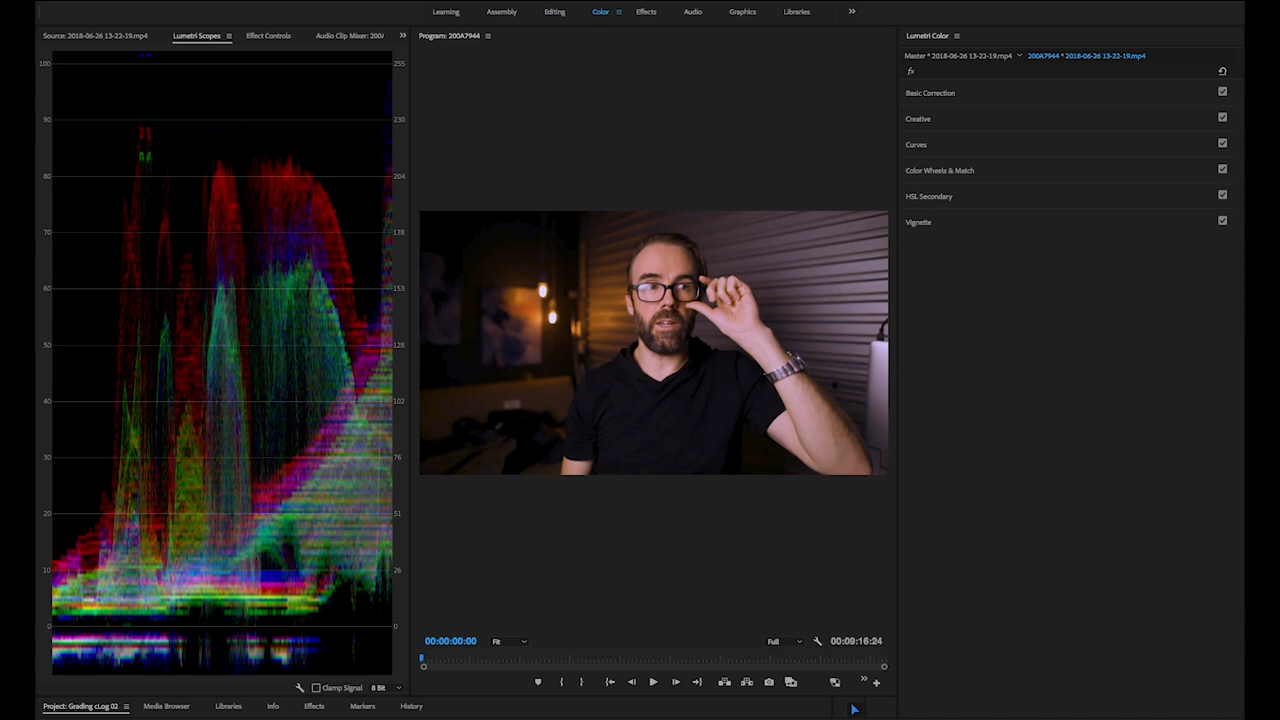 Learning Assembly Editing Color Effects Audio Graphics Libraries
Source: 2018-06-26 13-22-19.mp4 Lumetri Scopes Effect Controls Audio Clip Mixer: 200A
Program: 200A7944
Lumetri Color
Master * 2018-06-26 13-22-19.mp4 200A7944 * 2018-06-26 13-22-19.mp4
fx
Basic Correction
Creative
Curves
Color Wheels & Match
HSL Secondary
Vignette
100 255
90 230
80 204
70 178
60 153
50 128
40 102
30 76
20 51
10 26
0 0
00:00:00:00 Fit Full 00:09:16:24
Clamp Signal 8 Bit
Project: Grading cLog 02 Media Browser Libraries Info Effects Markers History